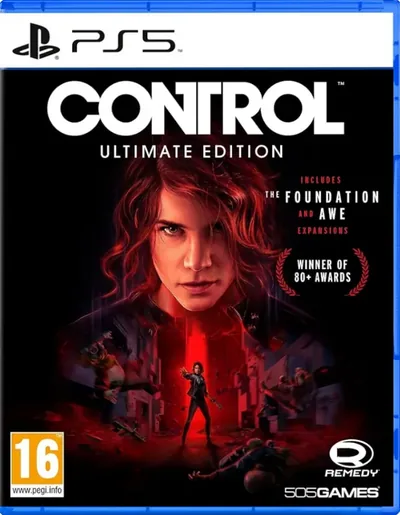 PS5
CONTROL™
ULTIMATE EDITION
INCLUDES
THE FOUNDATION
AND AWE
EXPANSIONS
WINNER OF
80+ AWARDS
16
www.pegi.info
R
REMEDY
505GAMES